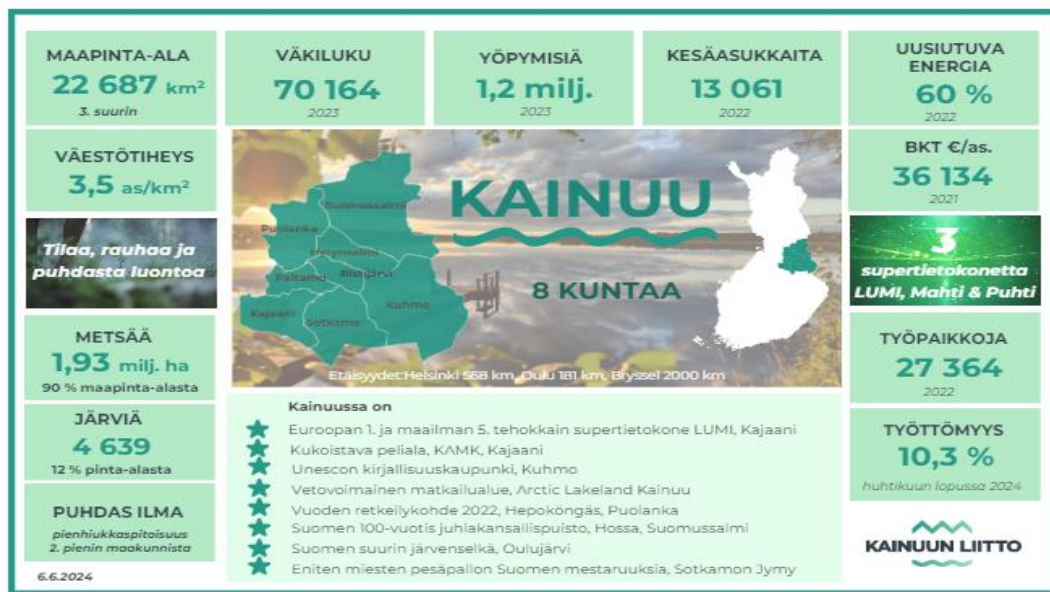 MAAPINTA-ALA
22 687 km²
3. suurin
VÄKILUKU
70 164
2023
YÖPYMISIÄ
1,2 milj.
2023
KESÄASUKKAITA
13 061
2022
UUSIUTUVA
ENERGIA
60 %
2022
VÄESTÖTIHEYS
3,5 as/km²
BKT €/as.
36 134
2021
Tilaa, rauhaa ja
puhdasta luontoa
KAINUU
8 KUNTAA
Suomussalmi
Puolanka
Hyrynsalmi
Paltamo
Ristijärvi
Kuhmo
Kajaani
Sotkamo
Etäisyydet:Helsinki 568 km, Oulu 181 km, Bryssel 2000 km
3
supertietokonetta
LUMI, Mahti & Puhti
METSÄÄ
1,93 milj. ha
90 % maapinta-alasta
JÄRVIÄ
4 639
12 % pinta-alasta
PUHDAS ILMA
pienhiukkaspitoisuus
2. pienin maakunnista
6.6.2024
Kainuussa on
Euroopan 1. ja maailman 5. tehokkain supertietokone LUMI, Kajaani
Kukoistava peliala, KAMK, Kajaani
Unescon kirjallisuuskaupunki, Kuhmo
Vetovoimainen matkailualue, Arctic Lakeland Kainuu
Vuoden retkeilykohde 2022, Hepoköngäs, Puolanka
Suomen 100-vuotis juhlakansallispuisto, Hossa, Suomussalmi
Suomen suurin järvenselkä, Oulujärvi
Eniten miesten pesäpallon Suomen mestaruuksia, Sotkamon Jymy
TYÖPAIKKOJA
27 364
2022
TYÖTTÖMYYS
10,3 %
huhtikuun lopussa 2024
KAINUUN LIITTO